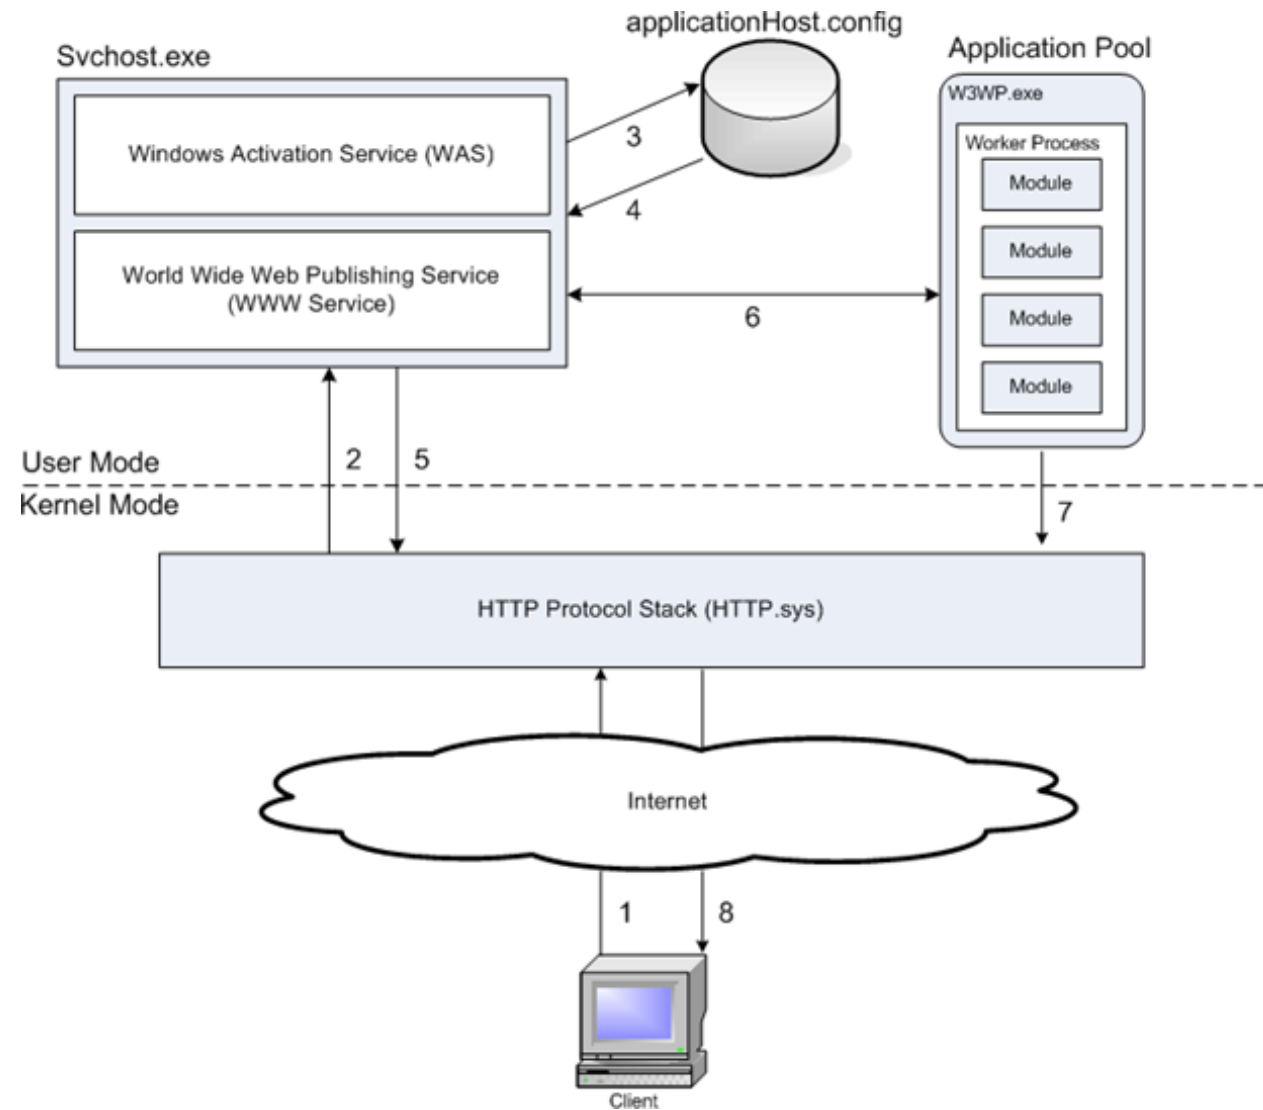 applicationHost.config
Svchost.exe
Application Pool
W3WP.exe
Windows Activation Service (WAS)
3
Worker Process
Module
4
Module
World Wide Web Publishing Service
(WWW Service)
6
Module
Module
User Mode
2
5
Kernel Mode
7
HTTP Protocol Stack (HTTP.sys)
Internet
1
8
Client